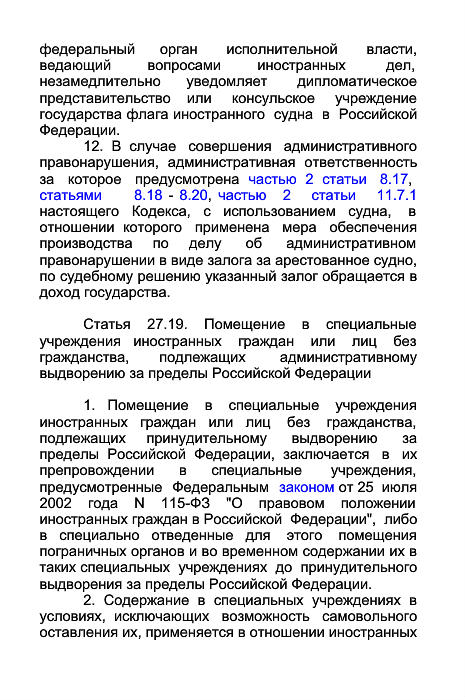 федеральный орган исполнительной власти,
ведающий вопросами иностранных дел,
незамедлительно уведомляет дипломатическое
представительство или консульское учреждение
государства флага иностранного судна в Российской
Федерации.
12. В случае совершения административного
правонарушения, административная ответственность
за которое предусмотрена частью 2 статьи 8.17,
статьями 8.18 - 8.20, частью 2 статьи 11.7.1
настоящего Кодекса, с использованием судна, в
отношении которого применена мера обеспечения
производства по делу об административном
правонарушении в виде залога за арестованное судно,
по судебному решению указанный залог обращается в
доход государства.
Статья 27.19. Помещение в специальные
учреждения иностранных граждан или лиц без
гражданства, подлежащих административному
выдворению за пределы Российской Федерации
1. Помещение в специальные учреждения
иностранных граждан или лиц без гражданства,
подлежащих принудительному выдворению за
пределы Российской Федерации, заключается в их
препровождении в специальные учреждения,
предусмотренные Федеральным законом от 25 июля
2002 года N 115-ФЗ "О правовом положении
иностранных граждан в Российской Федерации", либо
в специально отведенные для этого помещения
пограничных органов и во временном содержании их в
таких специальных учреждениях до принудительного
выдворения за пределы Российской Федерации.
2. Содержание в специальных учреждениях в
условиях, исключающих возможность самовольного
оставления их, применяется в отношении иностранных